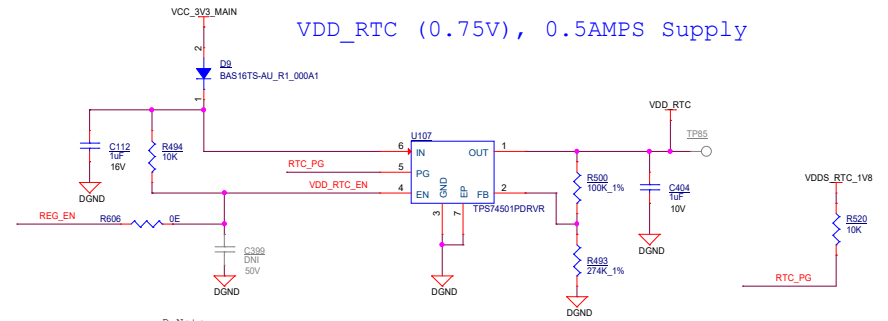 VCC_3V3_MAIN
VDD_RTC (0.75V), 0.5AMPS Supply
2
D9
BAS16TS-AU_R1_000A1
1
VDD_RTC
TP85
C112
1uF
16V
R494
10K
U107
6 IN OUT 1
RTC_PG
5 PG
VDD_RTC_EN
4 EN GND EP FB 2
3 7
TPS74501PDRVR
R500
100K_1%
C404
1uF
10V
VDDS_RTC_1V8
DGND
REG_EN
R606
0E
R520
10K
C399
DNI
50V
DGND
R493
274K_1%
RTC_PG
DGND
DGND
DGND